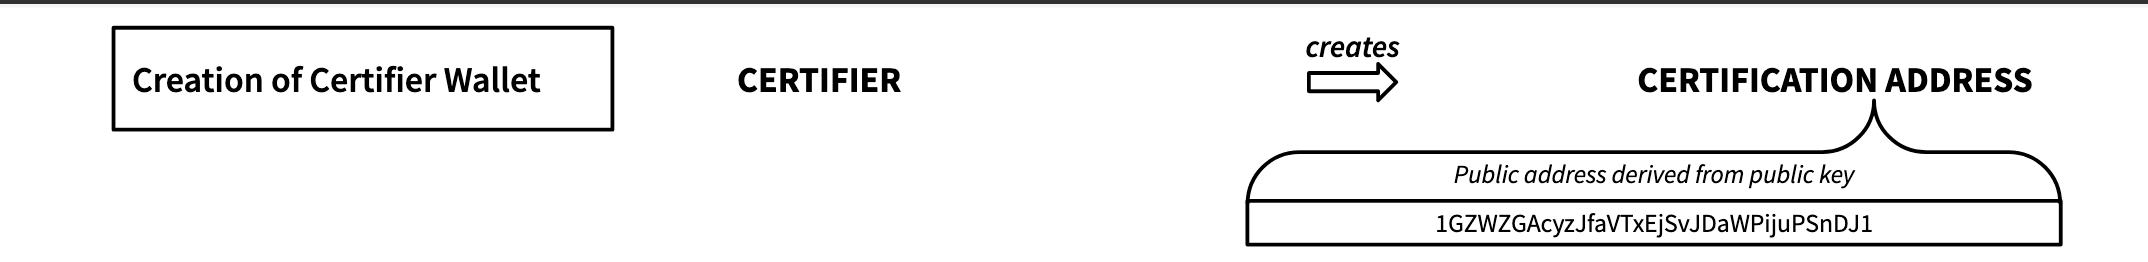 Creation of Certifier Wallet
CERTIFIER
creates
CERTIFICATION ADDRESS
Public address derived from public key
1GZWZGAcyzJfaVTxEjSvJDaWPijuPSnDJ1